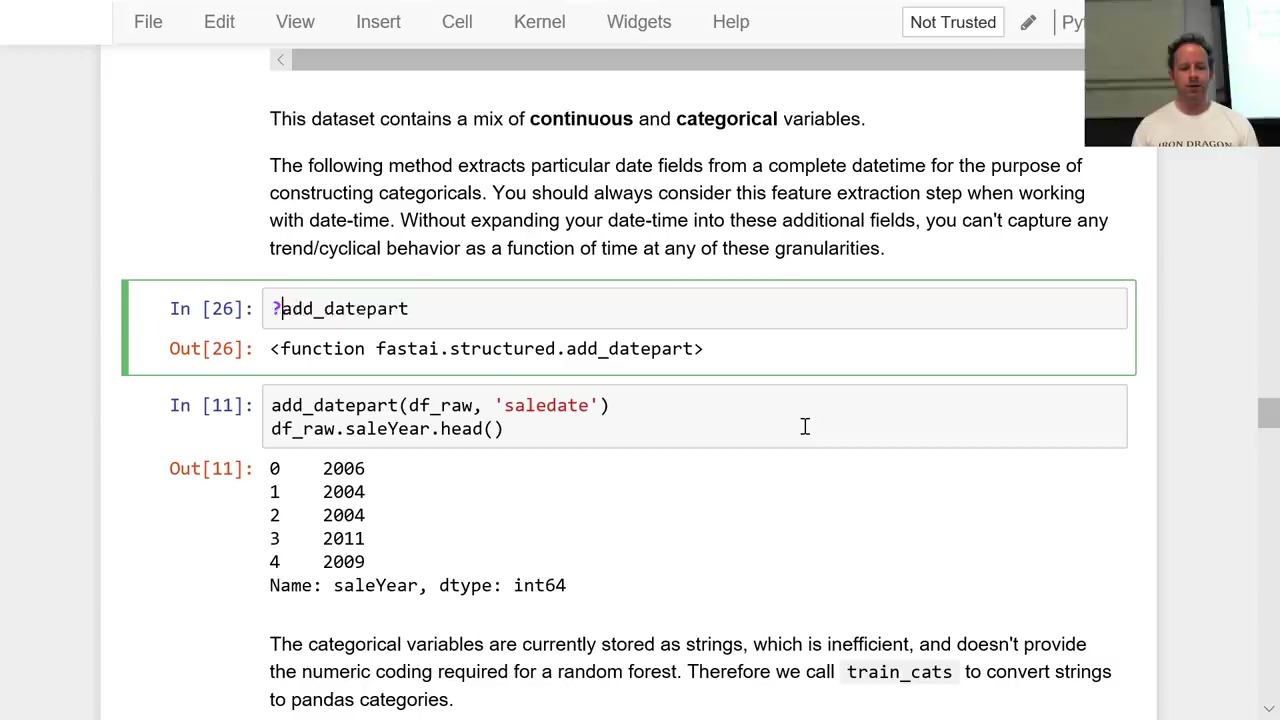 File Edit View Insert Cell Kernel Widgets Help Not Trusted Py
This dataset contains a mix of continuous and categorical variables.
The following method extracts particular date fields from a complete datetime for the purpose of
constructing categoricals. You should always consider this feature extraction step when working
with date-time. Without expanding your date-time into these additional fields, you can't capture any
trend/cyclical behavior as a function of time at any of these granularities.
In [26]: ?add_datepart
Out[26]: <function fastai.structured.add_datepart>
In [11]: add_datepart(df_raw, 'saledate')
df_raw.saleYear.head()
Out[11]: 0 2006
1 2004
2 2004
3 2011
4 2009
Name: saleYear, dtype: int64
The categorical variables are currently stored as strings, which is inefficient, and doesn't provide
the numeric coding required for a random forest. Therefore we call train_cats to convert strings
to pandas categories.
IRON DRAGON